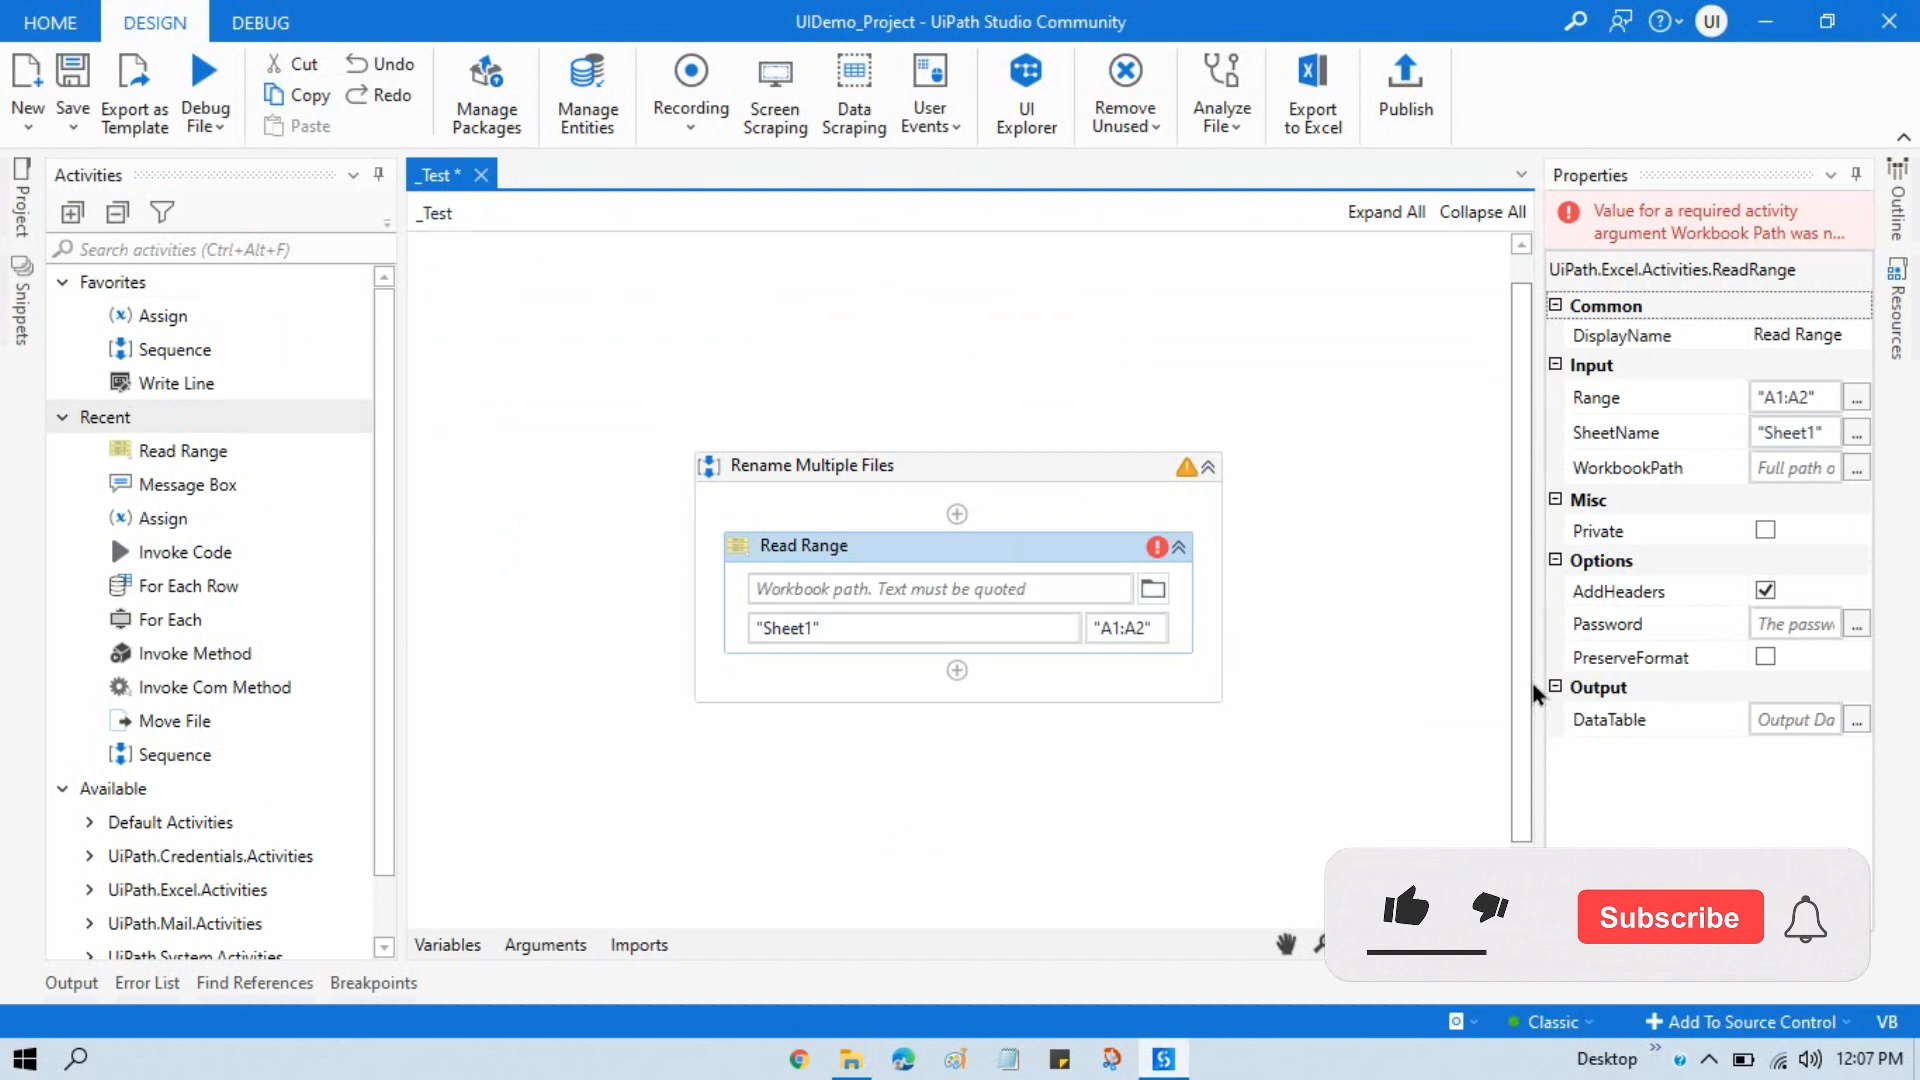 HOME
DESIGN
DEBUG
UIDemo_Project - UiPath Studio Community
UI
New
Save
Export as
Template
Debug
File
Cut
Copy
Paste
Undo
Redo
Manage
Packages
Manage
Entities
Recording
Screen
Scraping
Data
Scraping
User
Events
UI
Explorer
Remove
Unused
Analyze
File
Export
to Excel
Publish
Project
Snippets
Activities
Search activities (Ctrl+Alt+F)
Favorites
Assign
Sequence
Write Line
Recent
Read Range
Message Box
Assign
Invoke Code
For Each Row
For Each
Invoke Method
Invoke Com Method
Move File
Sequence
Available
Default Activities
UiPath.Credentials.Activities
UiPath.Excel.Activities
UiPath.Mail.Activities
UiPath.System.Activities
_Test *
_Test
Expand All
Collapse All
Rename Multiple Files
Read Range
Workbook path. Text must be quoted
"Sheet1"
"A1:A2"
Variables
Arguments
Imports
Properties
Value for a required activity
argument Workbook Path was n...
UiPath.Excel.Activities.ReadRange
Common
DisplayName
Read Range
Input
Range
"A1:A2"
...
SheetName
"Sheet1"
...
WorkbookPath
Full path o
...
Misc
Private
Options
AddHeaders
Password
The passw
...
PreserveFormat
Output
DataTable
Output Da
...
Outline
Resources
Subscribe
Output
Error List
Find References
Breakpoints
Classic
Add To Source Control
VB
Desktop
12:07 PM